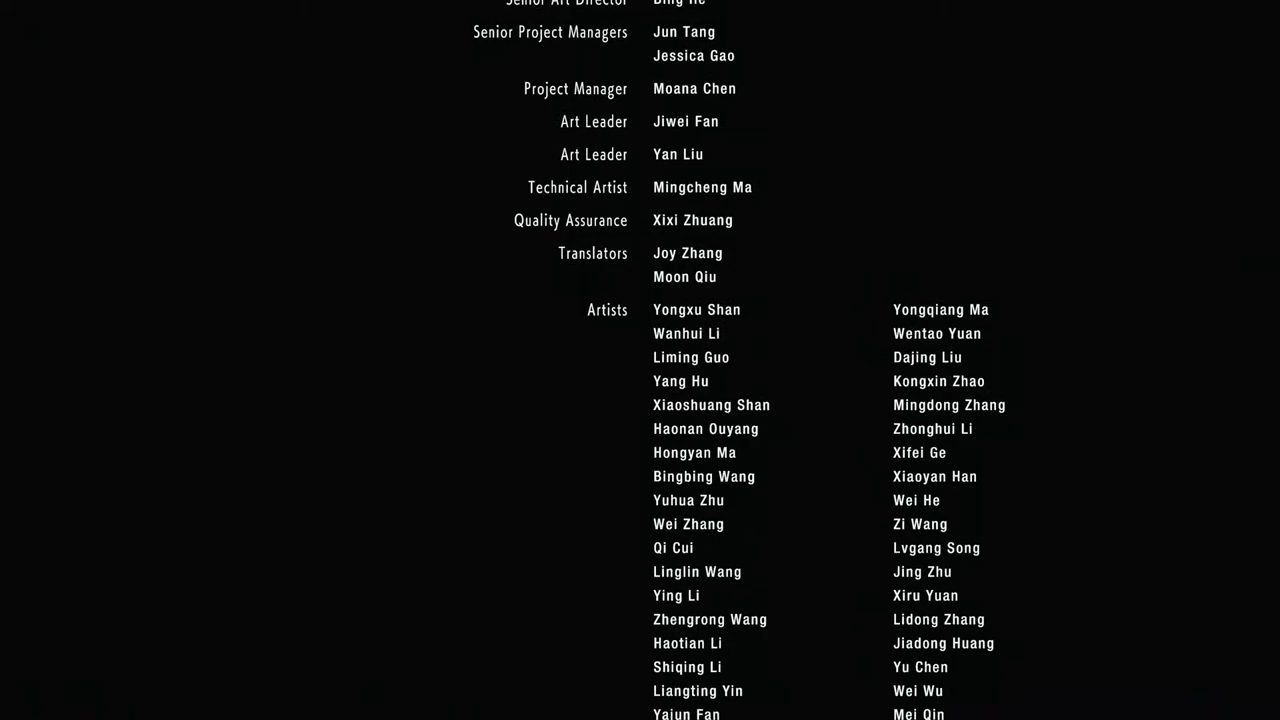 Senior Art Director Bing He
Senior Project Managers Jun Tang
Jessica Gao
Project Manager Moana Chen
Art Leader Jiwei Fan
Art Leader Yan Liu
Technical Artist Mingcheng Ma
Quality Assurance Xixi Zhuang
Translators Joy Zhang
Moon Qiu
Artists Yongxu Shan Yongqiang Ma
Wanhui Li Wentao Yuan
Liming Guo Dajing Liu
Yang Hu Kongxin Zhao
Xiaoshuang Shan Mingdong Zhang
Haonan Ouyang Zhonghui Li
Hongyan Ma Xifei Ge
Bingbing Wang Xiaoyan Han
Yuhua Zhu Wei He
Wei Zhang Zi Wang
Qi Cui Lvgang Song
Linglin Wang Jing Zhu
Ying Li Xiru Yuan
Zhengrong Wang Lidong Zhang
Haotian Li Jiadong Huang
Shiqing Li Yu Chen
Liangting Yin Wei Wu
Yajun Fan Mei Qin